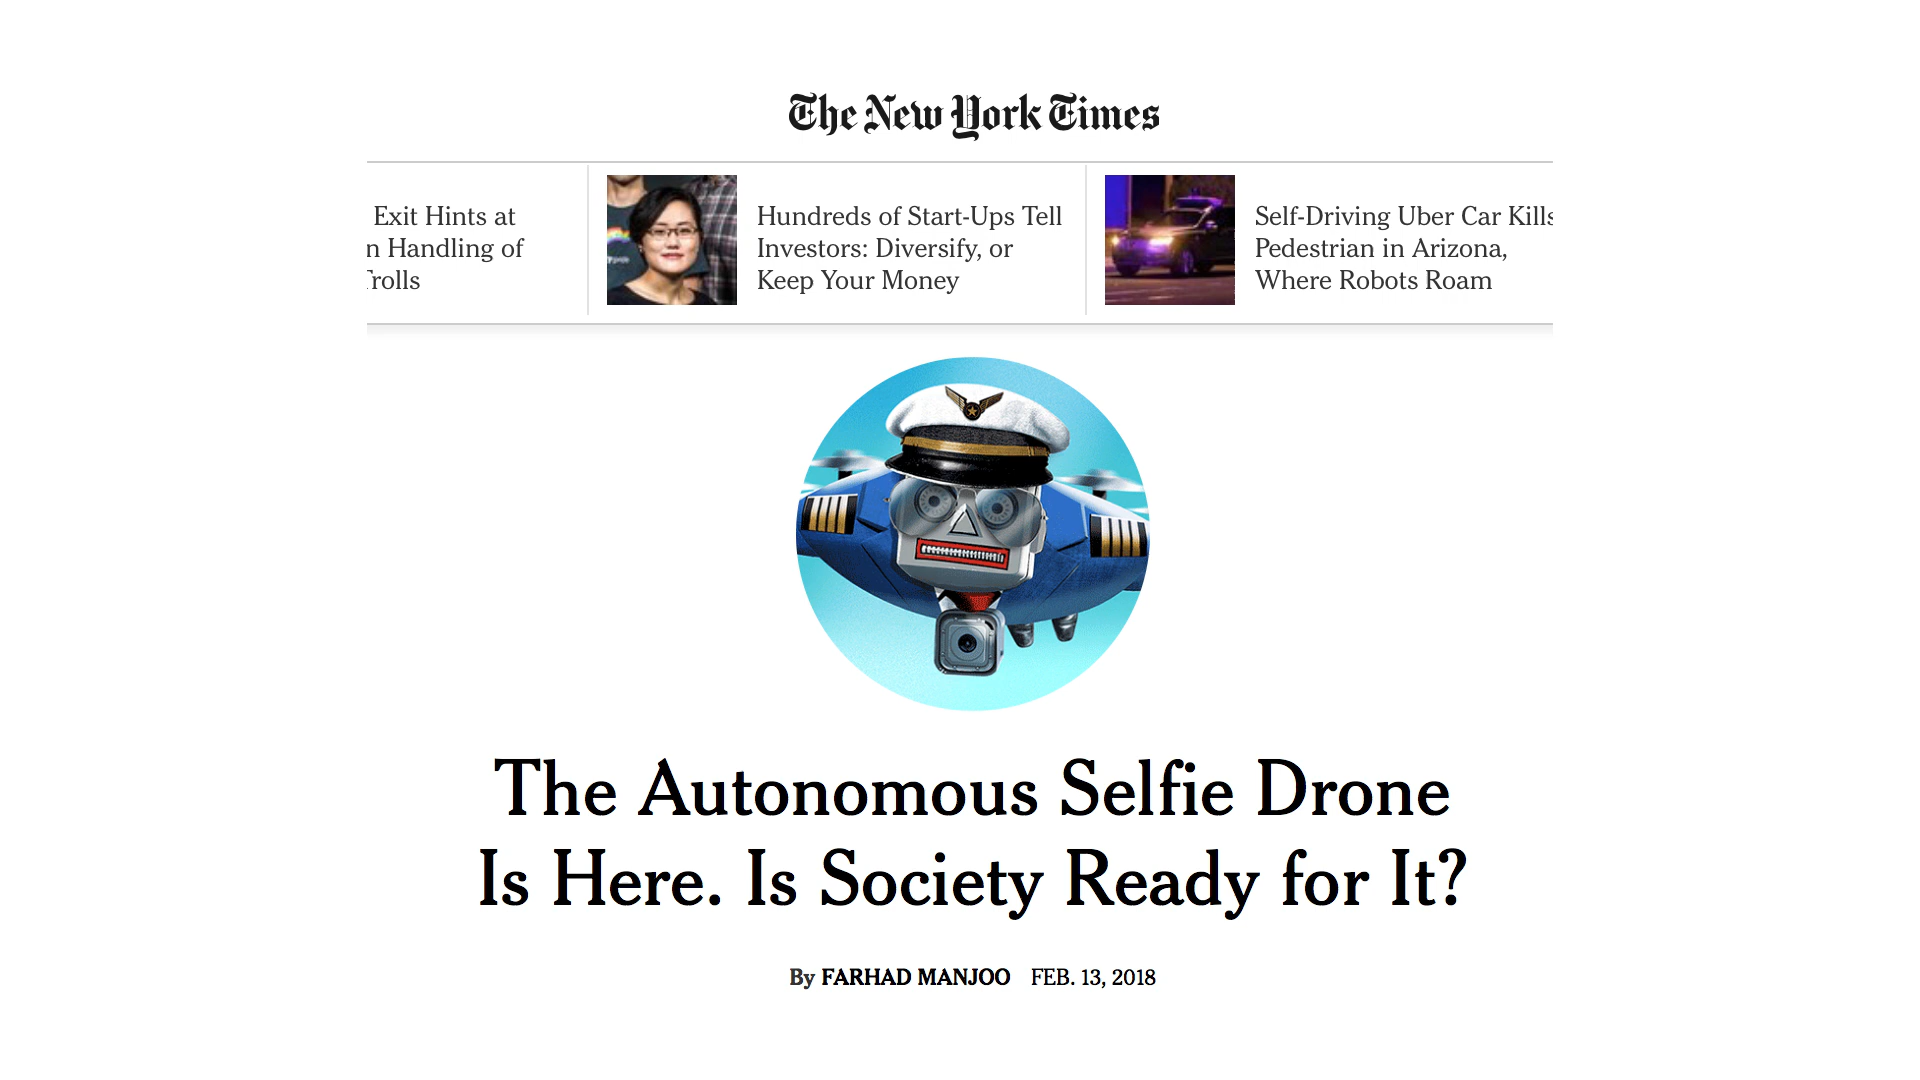 The New York Times
Exit Hints at
n Handling of
Trolls
Hundreds of Start-Ups Tell
Investors: Diversify, or
Keep Your Money
Self-Driving Uber Car Kills
Pedestrian in Arizona,
Where Robots Roam
The Autonomous Selfie Drone
Is Here. Is Society Ready for It?
By FARHAD MANJOO FEB. 13, 2018